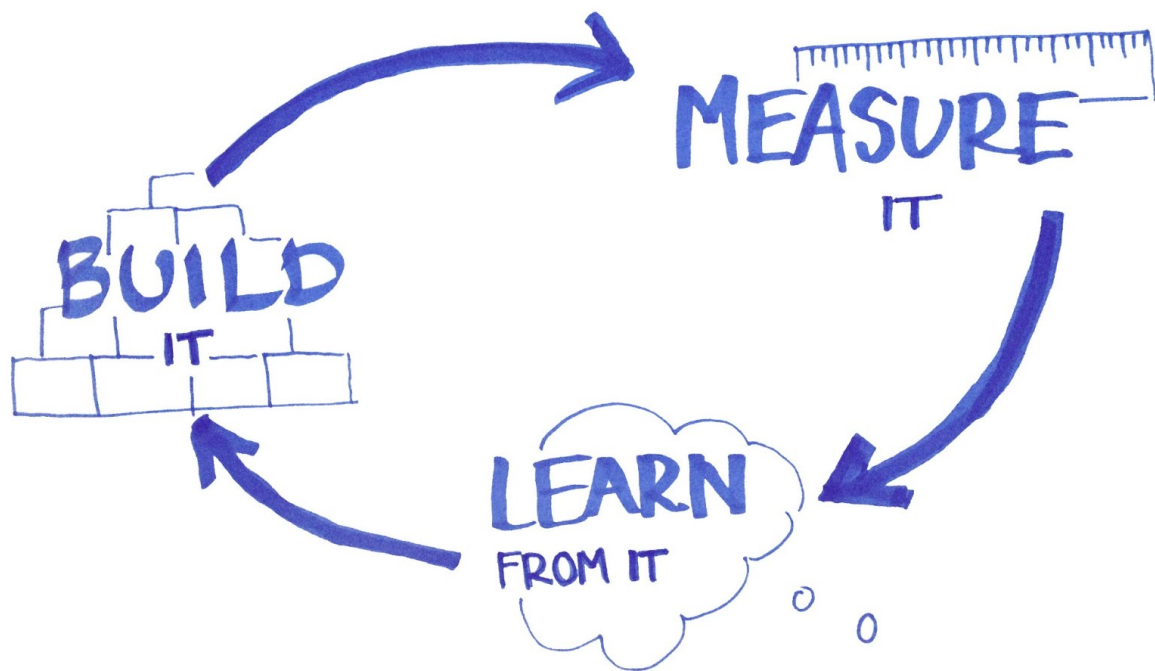 BUILD
IT
MEASURE
IT
LEARN
FROM IT